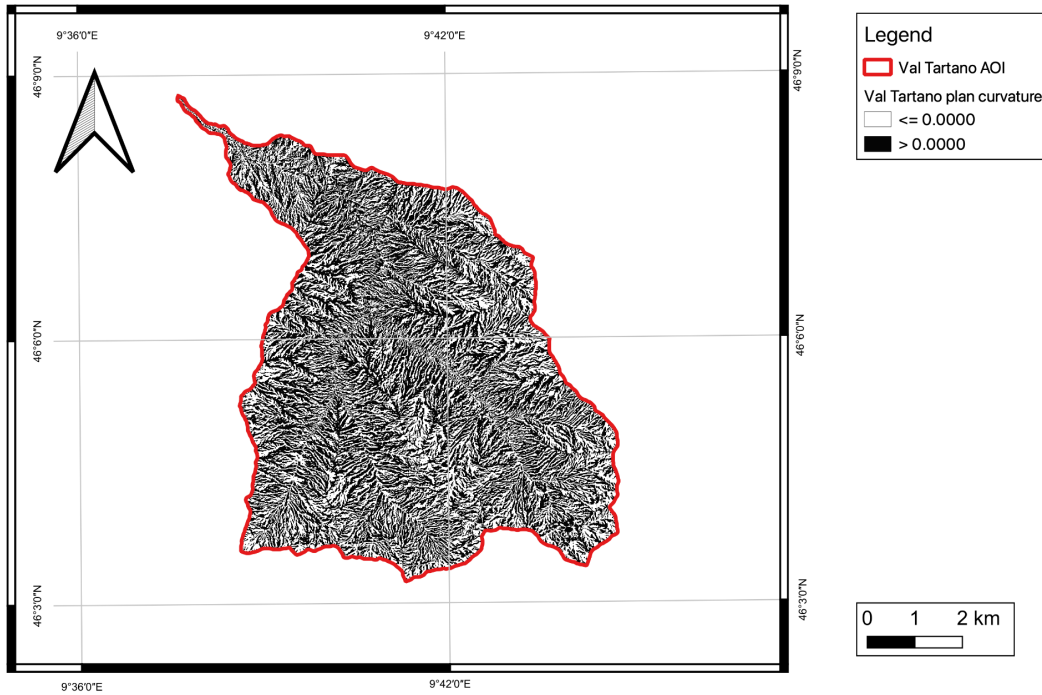 9°36'0"E
9°42'0"E
46°9'0"N
46°9'0"N
46°6'0"N
46°6'0"N
46°3'0"N
46°3'0"N
9°36'0"E
9°42'0"E
Legend
Val Tartano AOI
Val Tartano plan curvature
<= 0.0000
> 0.0000
0 1 2 km